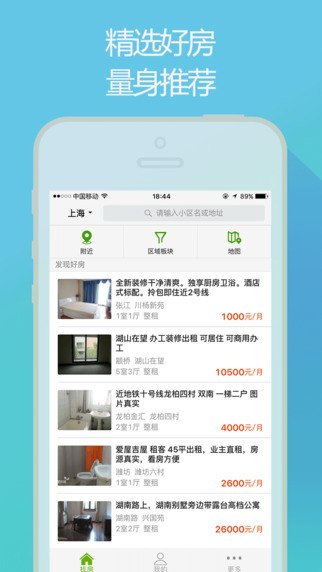 精选好房
量身推荐
中国移动
18:44
89%
上海
请输入小区名或地址
附近
区域板块
地图
发现好房
全新装修干净清爽。独享厨房卫浴。酒店
式标配。拎包即住近2号线
张江 川杨新苑
1室1厅 整租
1000元/月
湖山在望 办工装修出租 可居住 可商用办
工
颛桥 湖山在望
5室3厅 整租
10500元/月
近地铁十号线龙柏四村 双南 一梯二户 图
片真实
龙柏金汇 龙柏四村
2室1厅 整租
4000元/月
爱屋吉屋 租客 45平出租，业主直租，房
源真实，看房方便
潍坊 潍坊六村
1室1厅 整租
2600元/月
湖南路上，湖南别墅旁边带露台高档公寓
湖南路 兴国苑
2室2厅 整租
26000元/月
找房
我的
更多